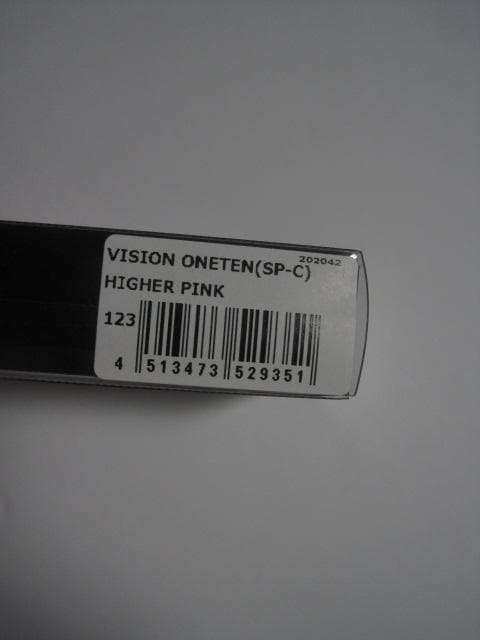 202042
VISION ONETEN(SP-C)
HIGHER PINK
123
4 513473 529351